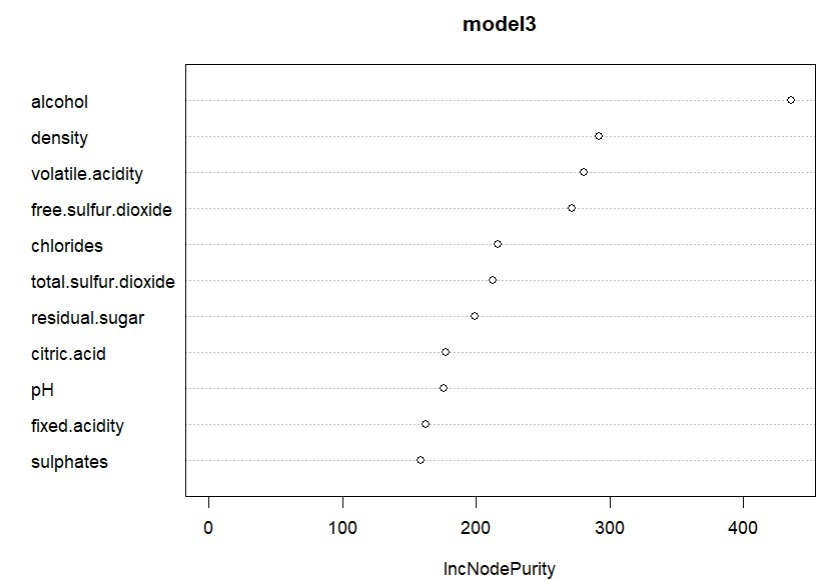 model3
alcohol
density
volatile.acidity
free.sulfur.dioxide
chlorides
total.sulfur.dioxide
residual.sugar
citric.acid
pH
fixed.acidity
sulphates
0 100 200 300 400
IncNodePurity